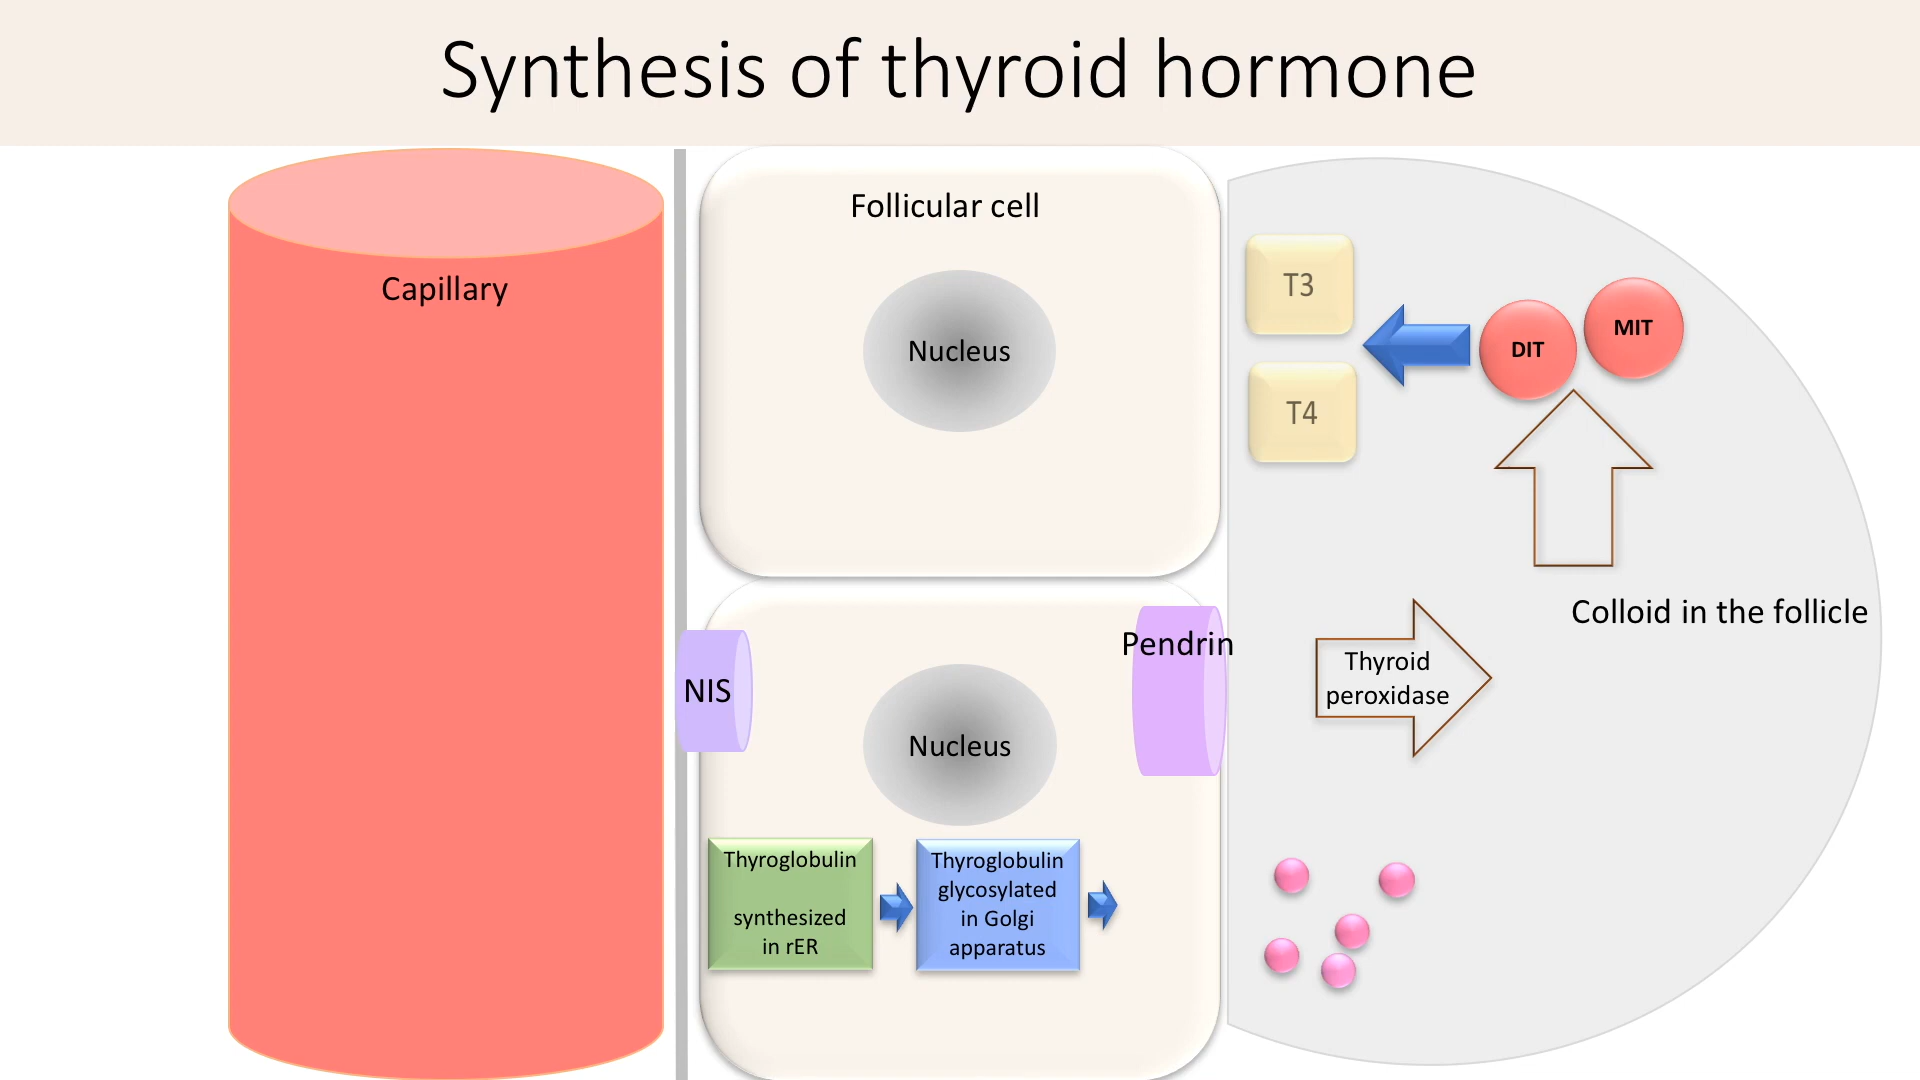 Synthesis of thyroid hormone
Capillary
Follicular cell
Nucleus
T3
T4
DIT
MIT
Colloid in the follicle
NIS
Pendrin
Nucleus
Thyroid
peroxidase
Thyroglobulin
synthesized
in rER
Thyroglobulin
glycosylated
in Golgi
apparatus